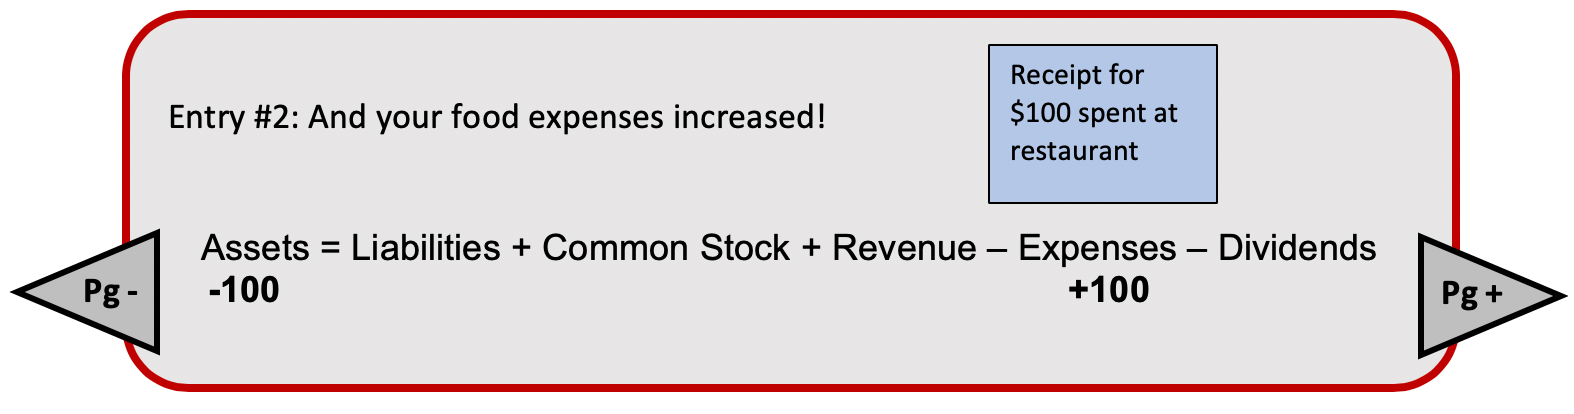 Receipt for
$100 spent at
restaurant
Entry #2: And your food expenses increased!
Assets = Liabilities + Common Stock + Revenue – Expenses – Dividends
-100 +100
Pg -
Pg +